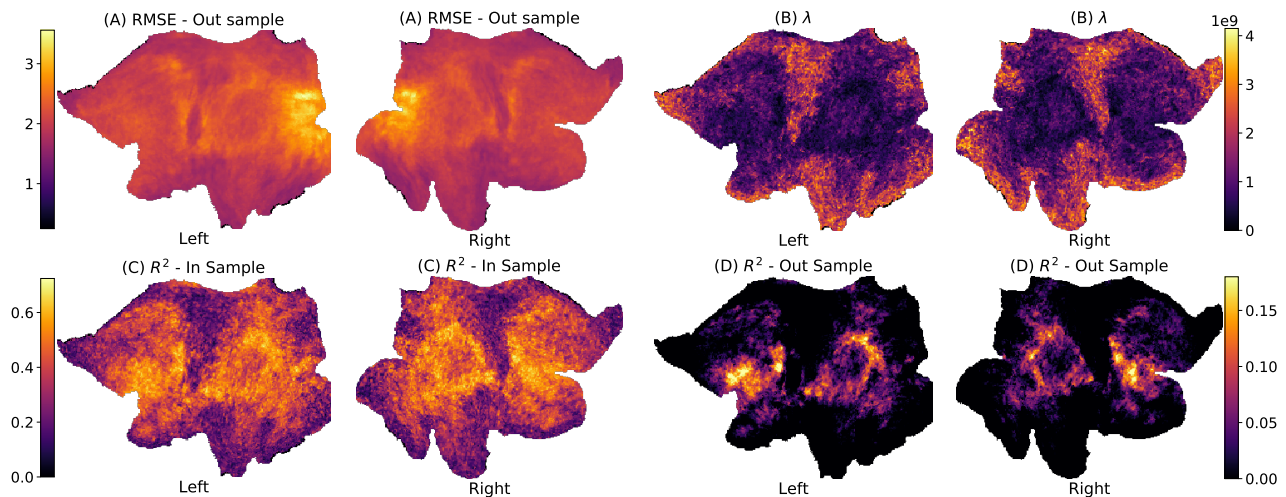 (A) RMSE - Out sample
(A) RMSE - Out sample
(B) λ
(B) λ
1e9
3
2
1
4
3
2
1
0
Left
Right
Left
Right
(C) R² - In Sample
(C) R² - In Sample
(D) R² - Out Sample
(D) R² - Out Sample
0.6
0.4
0.2
0.0
0.15
0.10
0.05
0.00
Left
Right
Left
Right